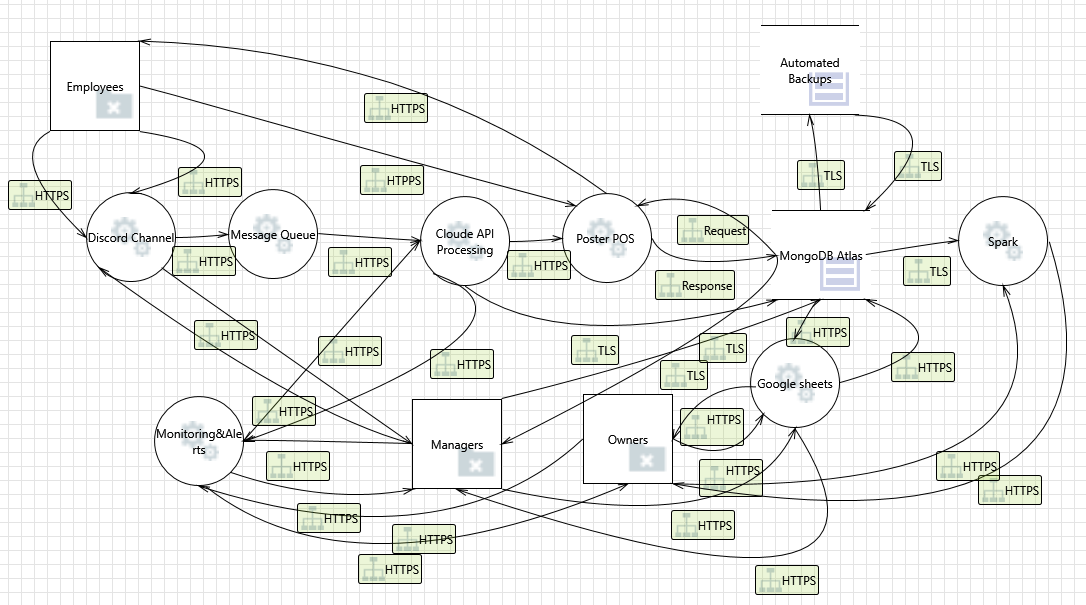 Automated
Backups
Employees
HTTPS
TLS
TLS
HTPPS
HTTPS
HTTPS
Discord Channel
Message Queue
Cloude API
Processing
Poster POS
Request
MongoDB Atlas
Spark
HTTPS
HTTPS
HTTPS
TLS
Response
HTTPS
HTTPS
HTTPS
TLS
TLS
HTTPS
HTTPS
TLS
Google sheets
HTTPS
HTTPS
Monitoring&Ale
rts
Managers
Owners
HTTPS
HTTPS
HTTPS
HTTPS
HTTPS
HTTPS
HTTPS
HTTPS
HTTPS